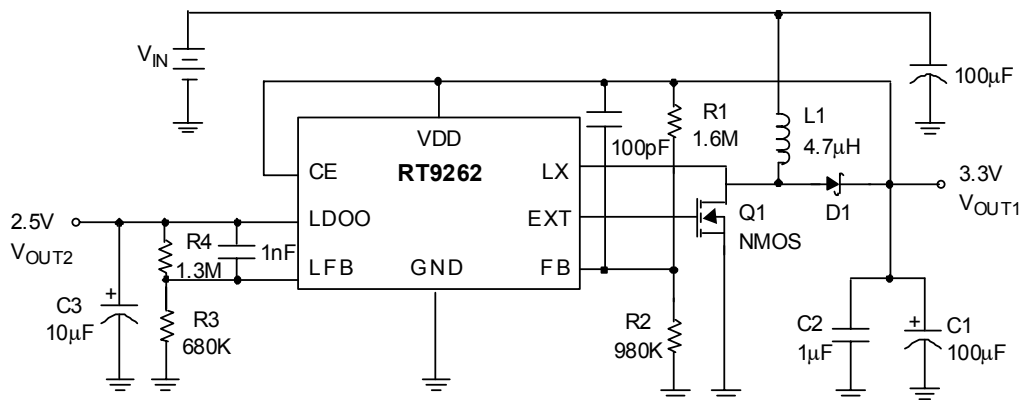 V_IN
100μF
VDD
RT9262
CE
LX
LDOO
EXT
LFB
GND
FB
100pF
R1
1.6M
L1
4.7μH
3.3V
V_OUT1
D1
Q1
NMOS
2.5V
V_OUT2
R4
1.3M
1nF
C3
10μF
+
R3
680K
R2
980K
C2
1μF
+
C1
100μF